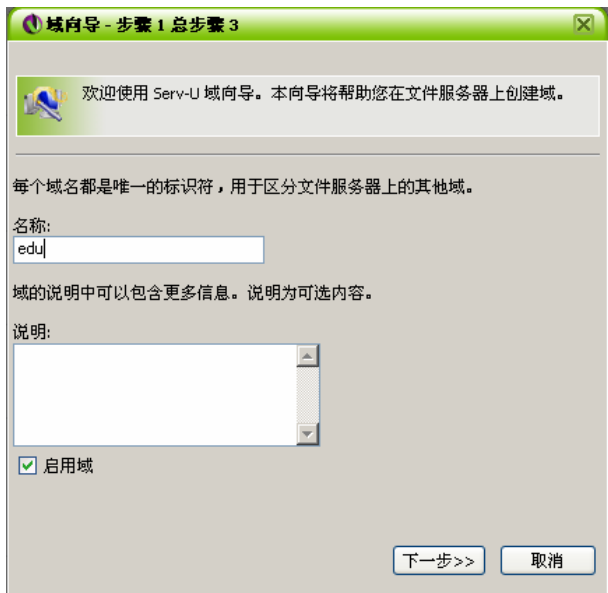 域向导 - 步骤 1 总步骤 3
欢迎使用 Serv-U 域向导。本向导将帮助您在文件服务器上创建域。
每个域名都是唯一的标识符，用于区分文件服务器上的其他域。
名称:
edu
域的说明中可以包含更多信息。说明为可选内容。
说明:
启用域
下一步>>
取消